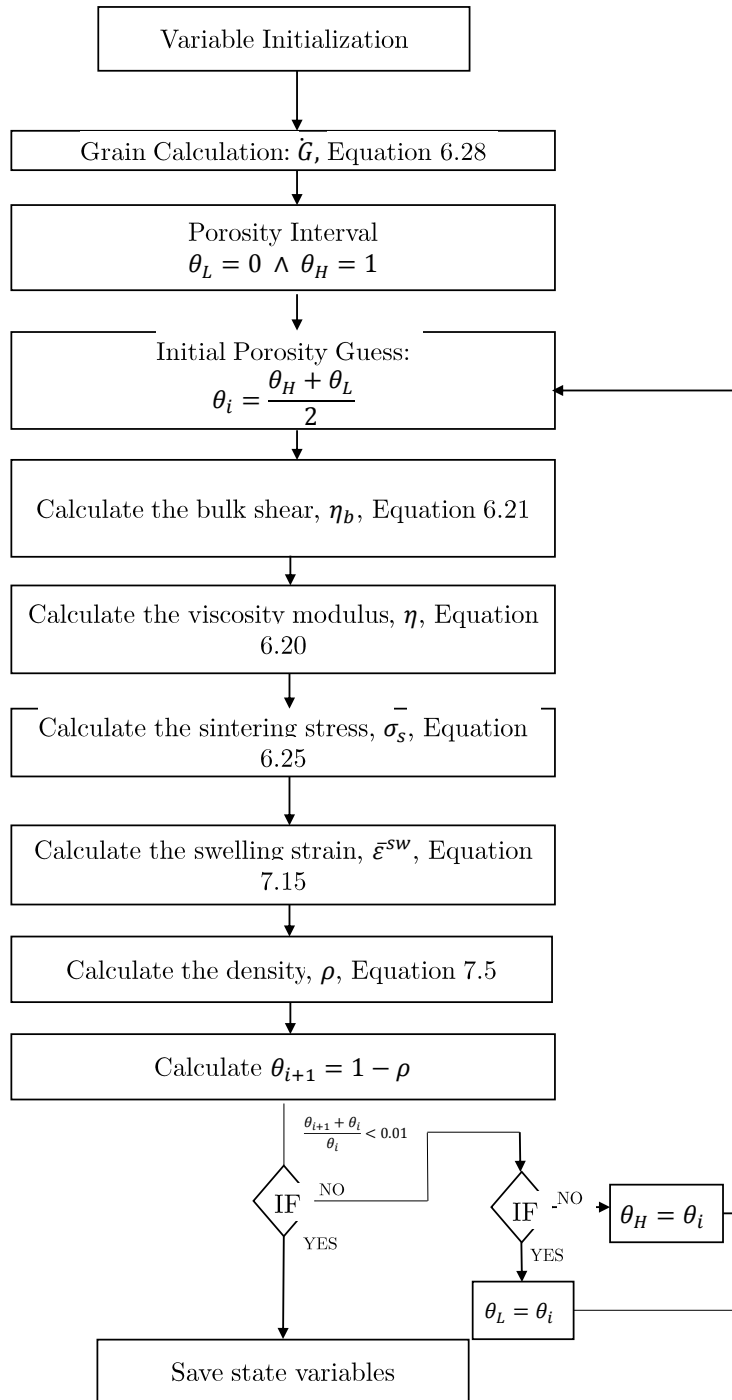 Variable Initialization
Grain Calculation: Ġ, Equation 6.28
Porosity Interval
θ_L = 0 ∧ θ_H = 1
Initial Porosity Guess:
θ_i = (θ_H + θ_L)/2
Calculate the bulk shear, η_b, Equation 6.21
Calculate the viscosity modulus, η, Equation
6.20
Calculate the sintering stress, σ̅_s, Equation
6.25
Calculate the swelling strain, ε̅^sw, Equation
7.15
Calculate the density, ρ, Equation 7.5
Calculate θ_{i+1} = 1 − ρ
(θ_{i+1} + θ_i)/θ_i < 0.01
IF
NO
YES
IF
NO
θ_H = θ_i
YES
θ_L = θ_i
Save state variables